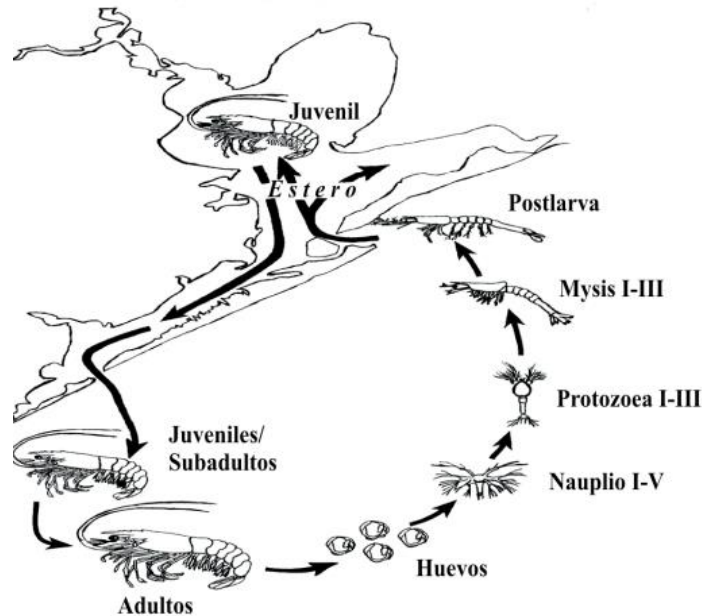 Juvenil
Estero
Postlarva
Mysis I-III
Protozoea I-III
Juveniles/
Subadultos
Nauplio I-V
Huevos
Adultos